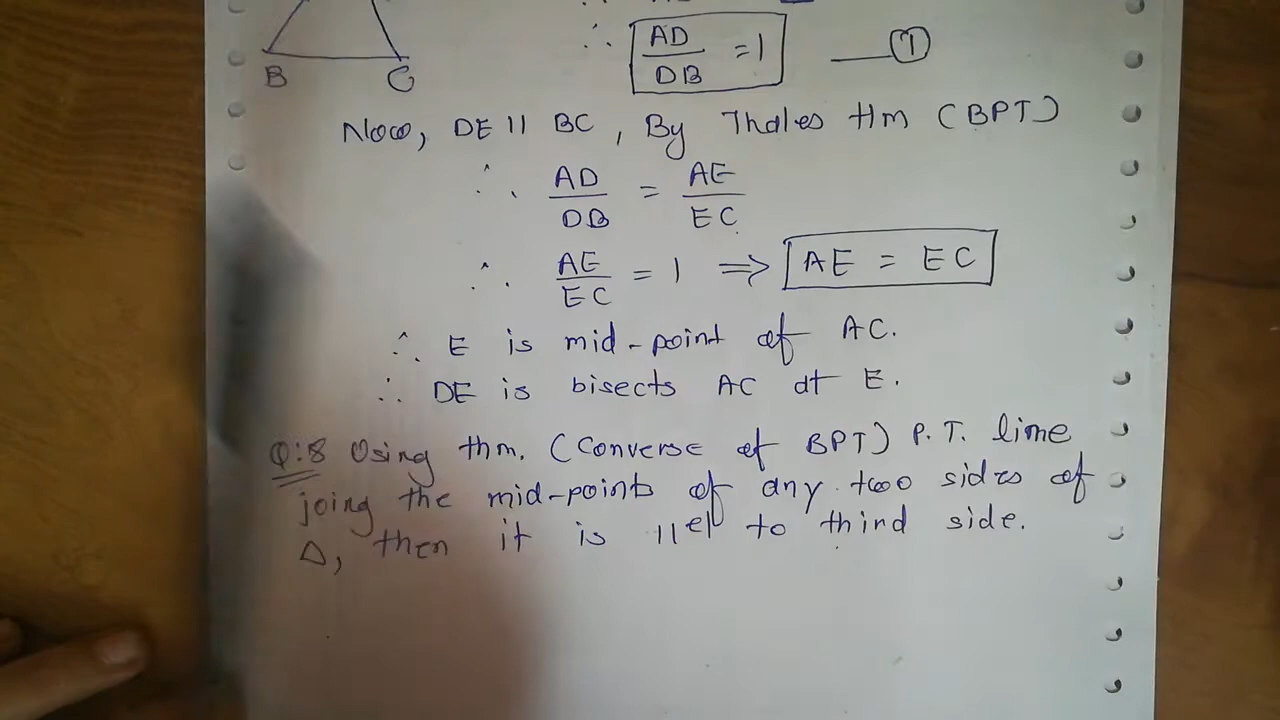 B C
∴ AD/DB = 1 ——— ①
Now, DE || BC , By Thales thm (BPT)
∴ AD/DB = AE/EC
∴ AE/EC = 1 ⇒ AE = EC
∴ E is mid-point of AC.
∴ DE is bisects AC at E.
Q:8 Using thm. (Converse of BPT) P.T. line
joing the mid-points of any two sides of
Δ, then it is ||el to third side.